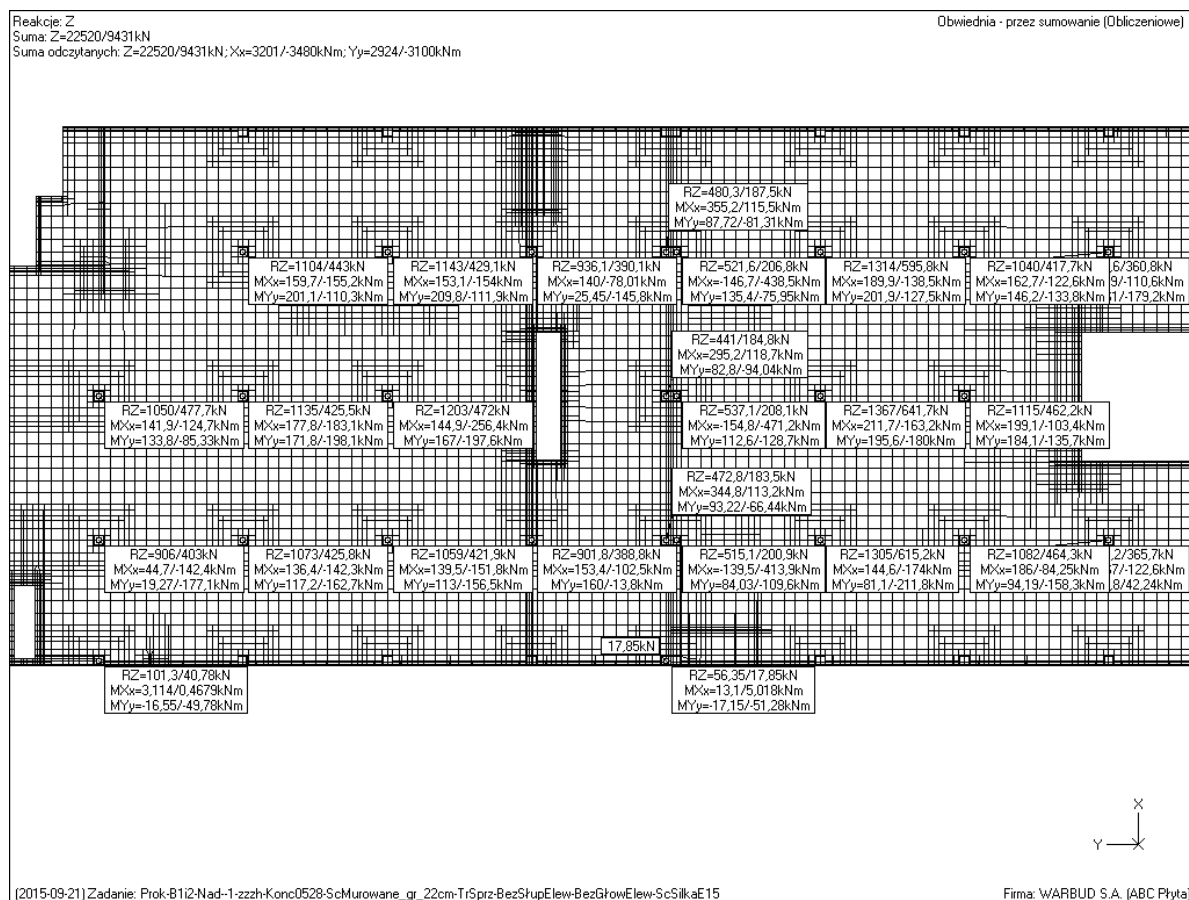 Reakcje: Z
Obwiednia - przez sumowanie (Obliczeniowe)
Suma: Z=22520/9431kN
Suma odczytanych: Z=22520/9431kN; Xx=3201/-3480kNm; Yy=2924/-3100kNm
RZ=480,3/187,5kN
MXx=355,2/115,5kNm
MYy=87,72/-81,31kNm
RZ=1104/443kN
MXx=159,7/-155,2kNm
MYy=201,1/-110,3kNm
RZ=1143/429,1kN
MXx=153,1/-154kNm
MYy=209,8/-111,9kNm
RZ=936,1/390,1kN
MXx=140/-78,01kNm
MYy=25,45/-145,8kNm
RZ=521,6/206,8kN
MXx=-146,7/-438,5kNm
MYy=135,4/-75,95kNm
RZ=1314/595,8kN
MXx=189,9/-138,5kNm
MYy=201,9/-127,5kNm
RZ=1040/417,7kN
MXx=162,7/-122,6kNm
MYy=146,2/-133,8kNm
,6/360,8kN
9/-110,6kNm
1/-179,2kNm
RZ=441/184,8kN
MXx=295,2/118,7kNm
MYy=82,8/-94,04kNm
RZ=1050/477,7kN
MXx=141,9/-124,7kNm
MYy=133,8/-85,33kNm
RZ=1135/425,5kN
MXx=177,8/-183,1kNm
MYy=171,8/-198,1kNm
RZ=1203/472kN
MXx=144,9/-256,4kNm
MYy=167/-197,6kNm
RZ=537,1/208,1kN
MXx=-154,8/-471,2kNm
MYy=112,6/-128,7kNm
RZ=1367/641,7kN
MXx=211,7/-163,2kNm
MYy=195,6/-180kNm
RZ=1115/462,2kN
MXx=199,1/-103,4kNm
MYy=184,1/-135,7kNm
RZ=472,8/183,5kN
MXx=344,8/113,2kNm
MYy=93,22/-66,44kNm
RZ=906/403kN
MXx=44,7/-142,4kNm
MYy=19,27/-177,1kNm
RZ=1073/425,8kN
MXx=136,4/-142,3kNm
MYy=117,2/-162,7kNm
RZ=1059/421,9kN
MXx=139,5/-151,8kNm
MYy=113/-156,5kNm
RZ=901,8/388,8kN
MXx=153,4/-102,5kNm
MYy=160/-13,8kNm
RZ=515,1/200,9kN
MXx=-139,5/-413,9kNm
MYy=84,03/-109,6kNm
RZ=1305/615,2kN
MXx=144,6/-174kNm
MYy=81,1/-211,8kNm
RZ=1082/464,3kN
MXx=186/-84,25kNm
MYy=94,19/-158,3kNm
,2/365,7kN
7/-122,6kNm
,8/42,24kNm
17,85kN
RZ=101,3/40,78kN
MXx=3,114/0,4679kNm
MYy=-16,55/-49,78kNm
RZ=56,35/17,85kN
MXx=13,1/5,018kNm
MYy=-17,15/-51,28kNm
X
Y
(2015-09-21) Zadanie: Prok-B1i2-Nad--1-zzzh-Konc0528-ScMurowane_gr_22cm-TrSprz-BezSłupElew-BezGłowElew-ScSilkaE15
Firma: WARBUD S.A. (ABC Płyta)